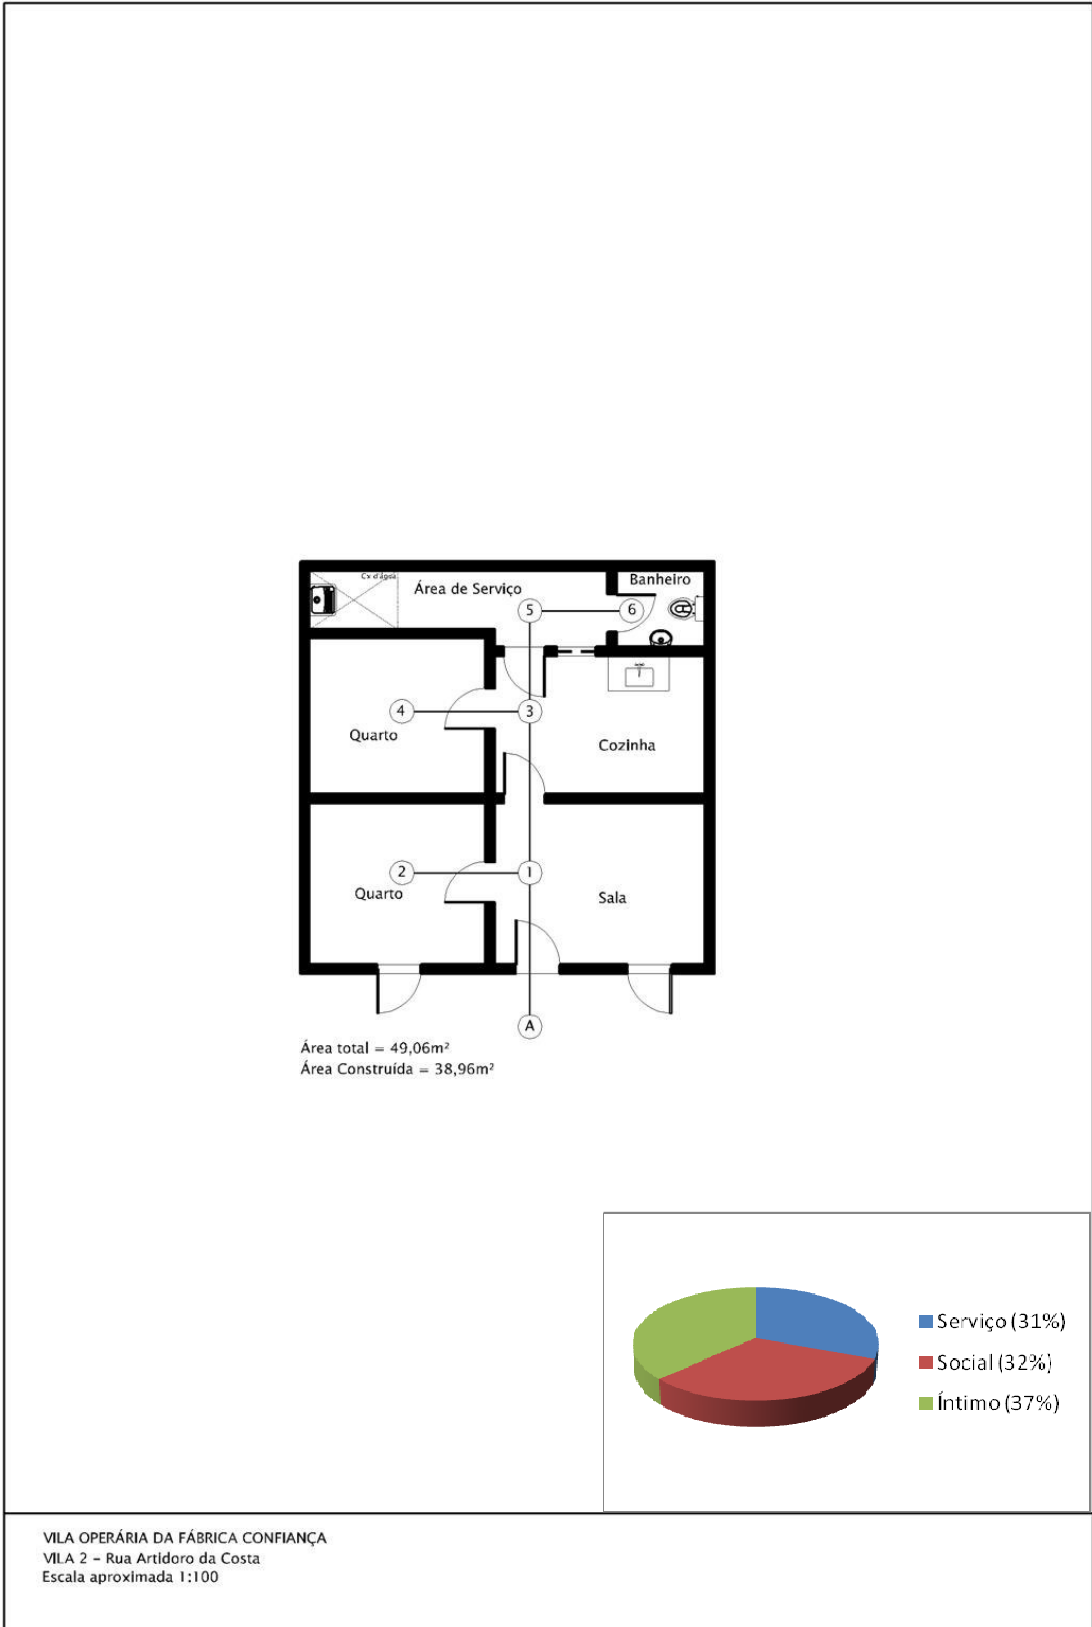 Cx d'água
Área de Serviço
Banheiro
5
6
4
3
Quarto
Cozinha
2
1
Quarto
Sala
A
Área total = 49,06m²
Área Construída = 38,96m²
Serviço (31%)
Social (32%)
Íntimo (37%)
VILA OPERÁRIA DA FÁBRICA CONFIANÇA
VILA 2 – Rua Artidoro da Costa
Escala aproximada 1:100